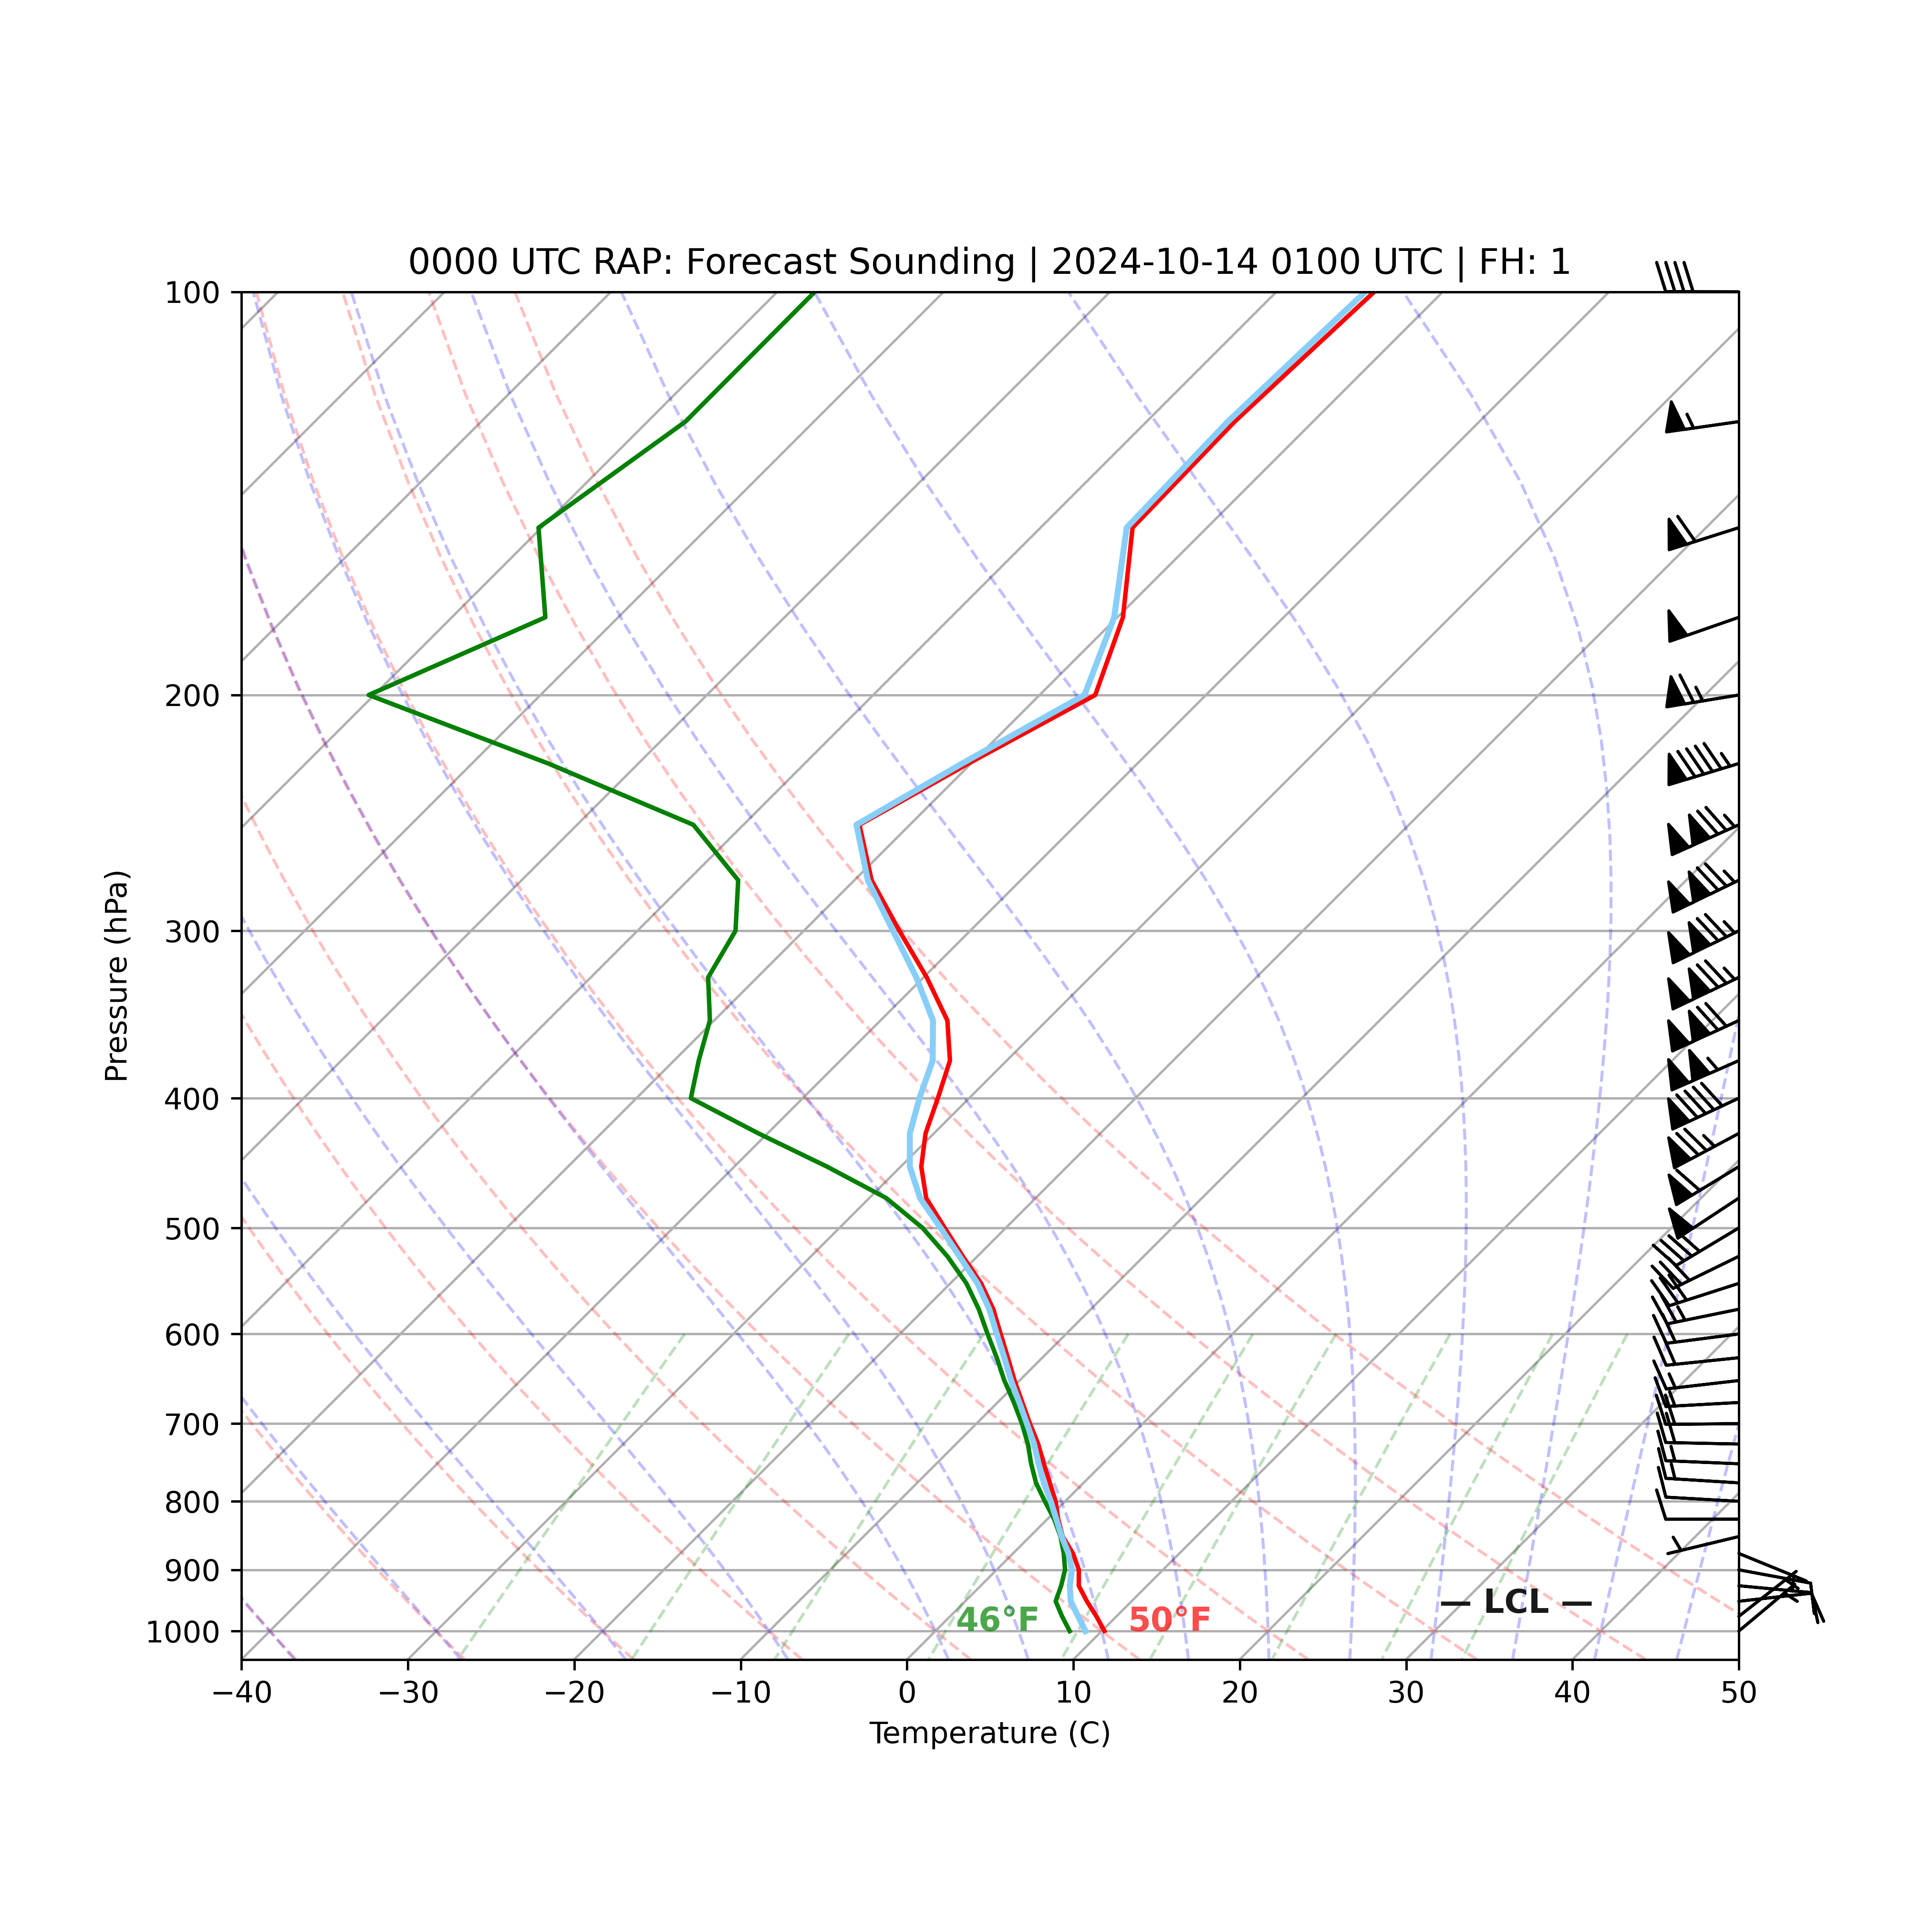 0000 UTC RAP: Forecast Sounding | 2024-10-14 0100 UTC | FH: 1
100
200
300
400
500
600
700
800
900
1000
Pressure (hPa)
46°F
50°F
— LCL —
−40 −30 −20 −10 0 10 20 30 40 50
Temperature (C)